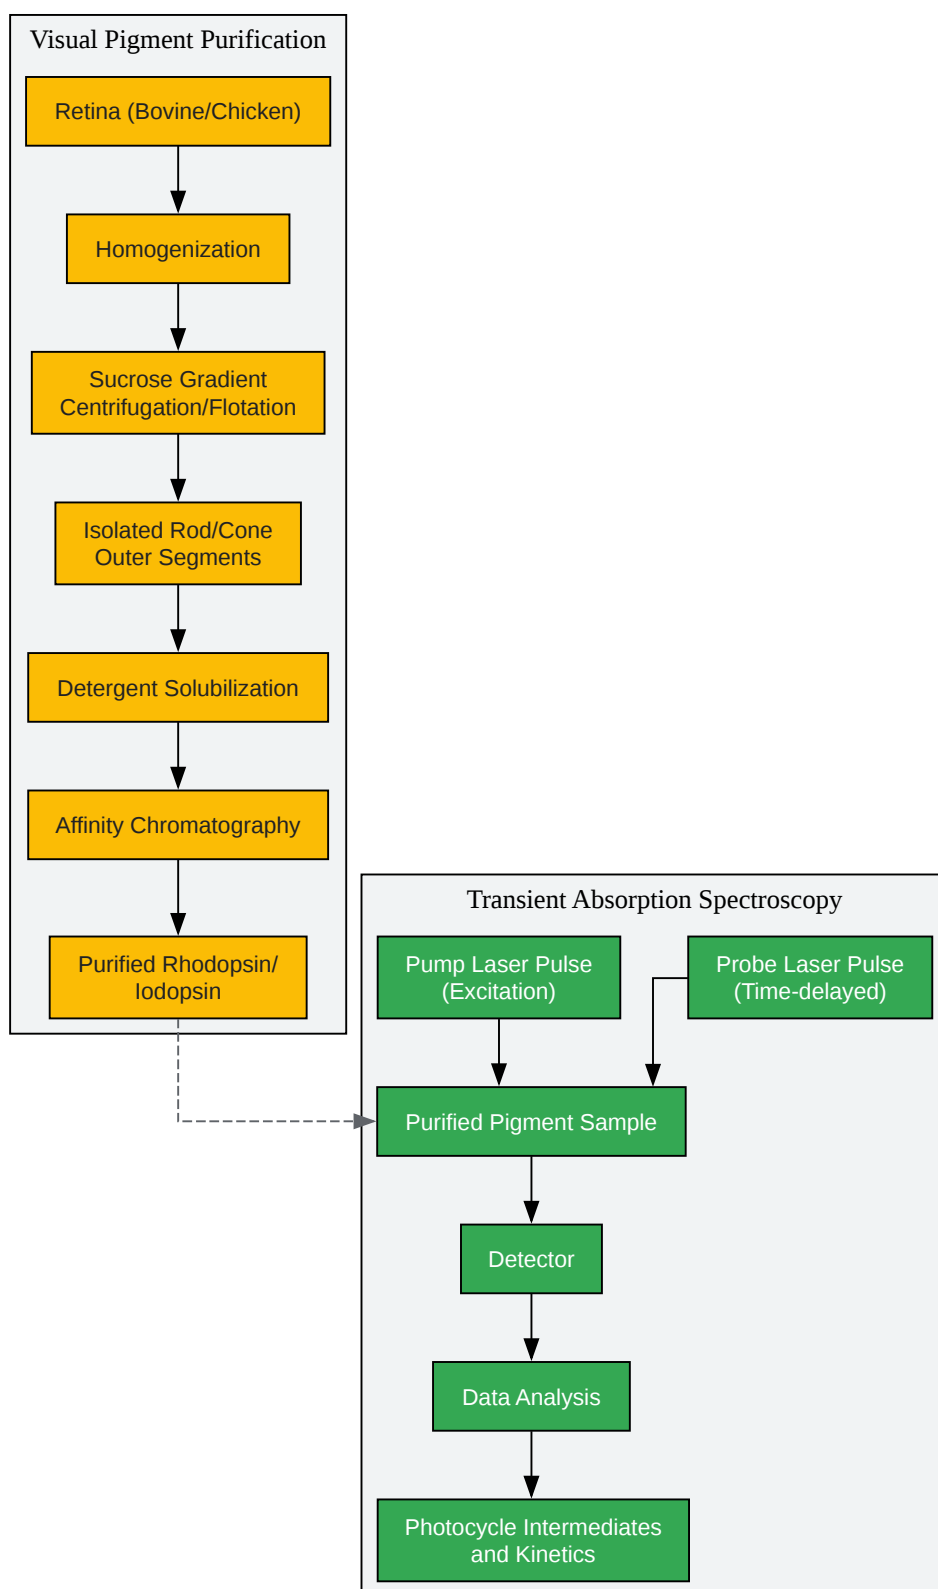 Visual Pigment Purification
Retina (Bovine/Chicken)
Homogenization
Sucrose Gradient
Centrifugation/Flotation
Isolated Rod/Cone
Outer Segments
Detergent Solubilization
Affinity Chromatography
Purified Rhodopsin/
Iodopsin
Transient Absorption Spectroscopy
Pump Laser Pulse
(Excitation)
Probe Laser Pulse
(Time-delayed)
Purified Pigment Sample
Detector
Data Analysis
Photocycle Intermediates
and Kinetics